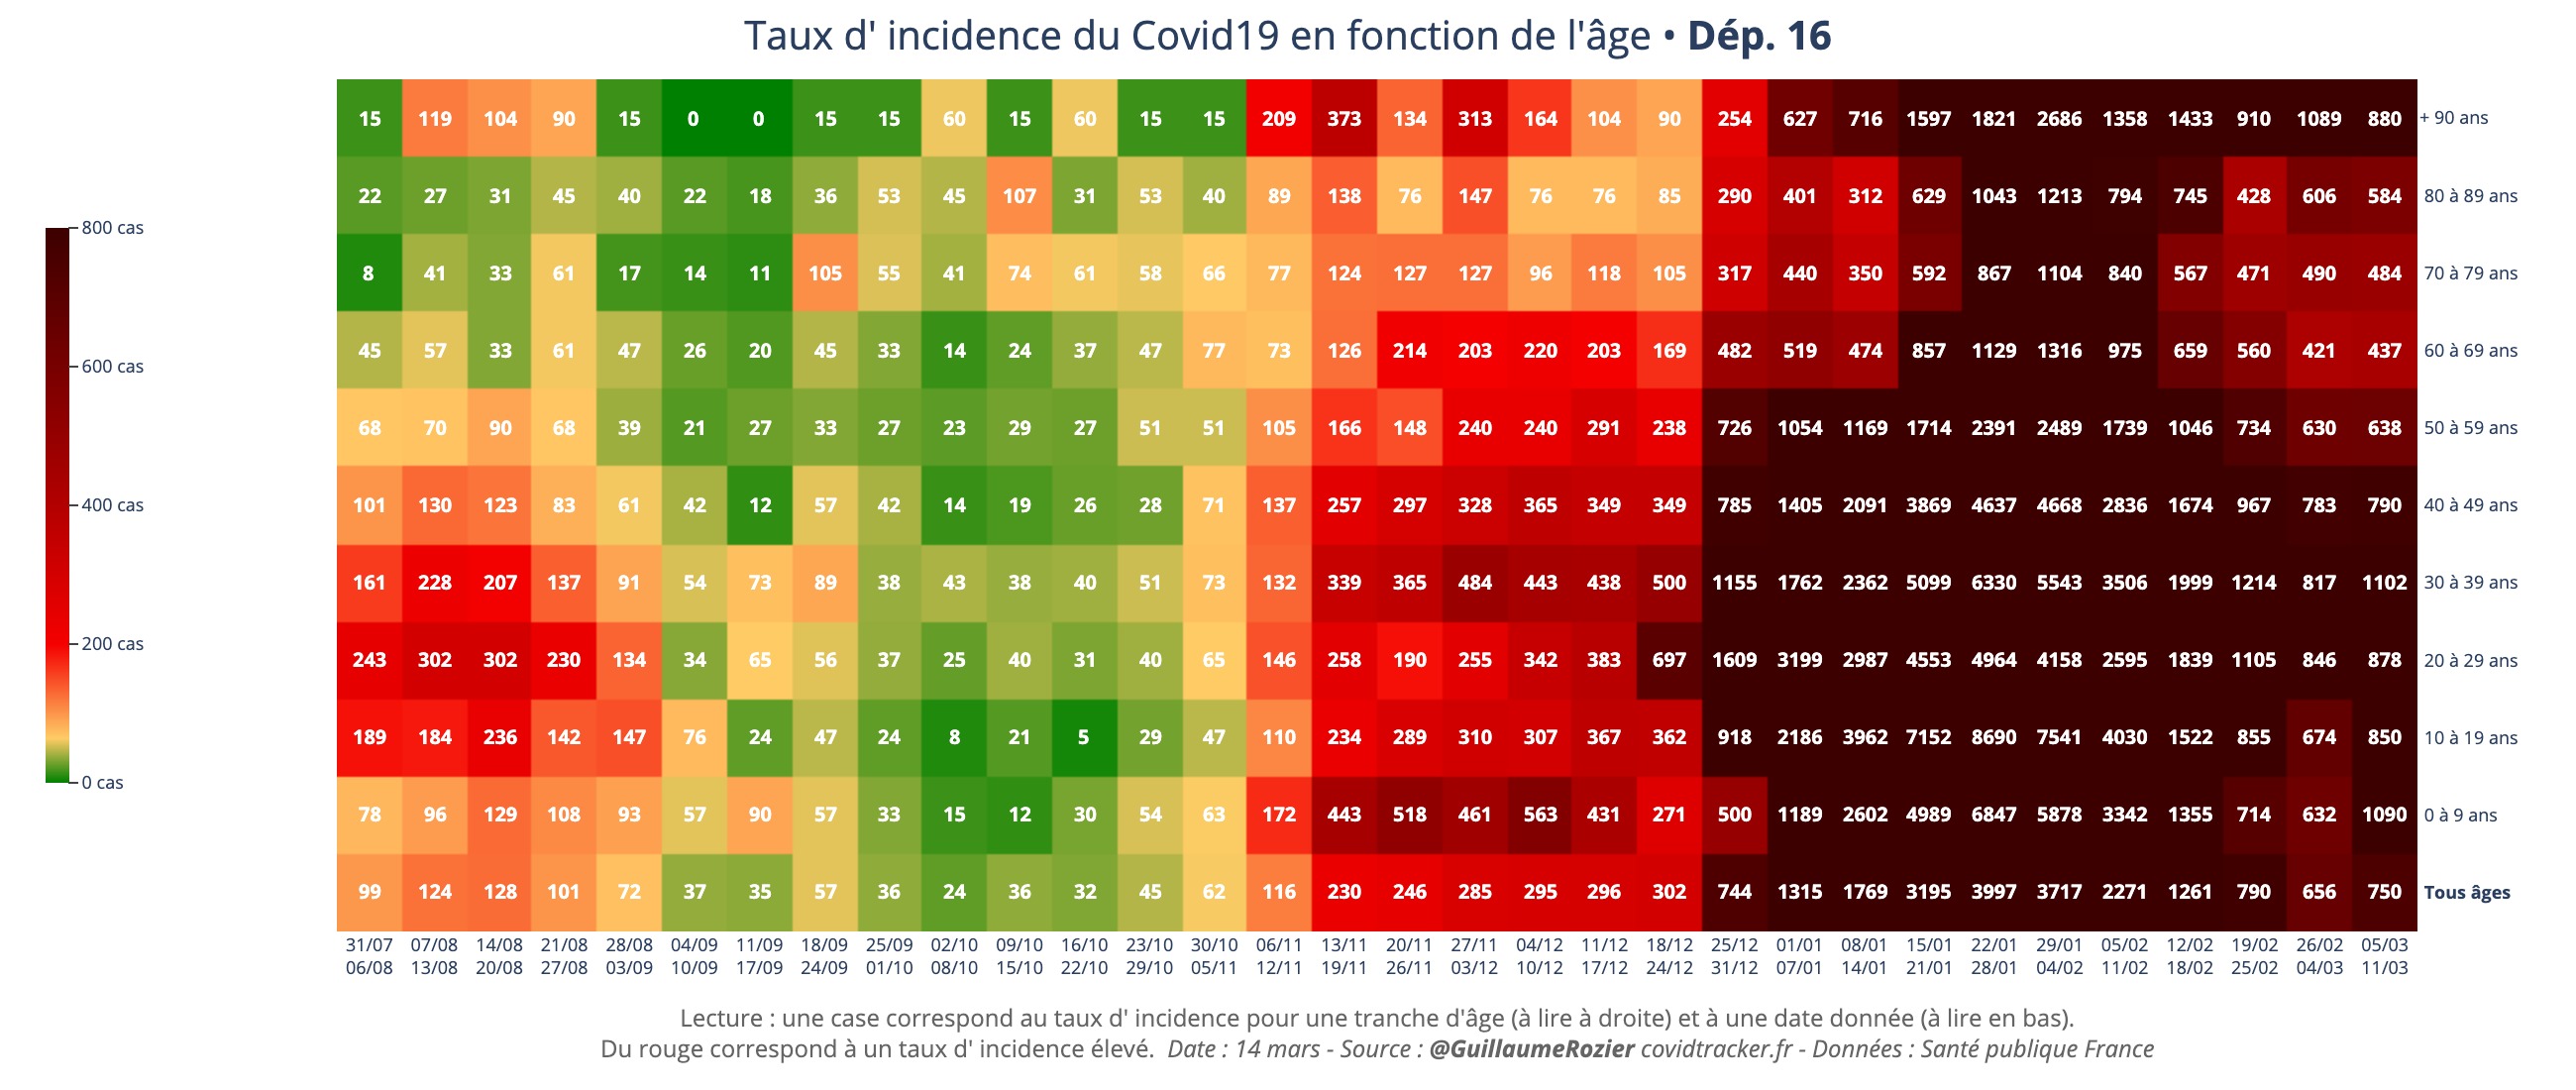 Taux d' incidence du Covid19 en fonction de l'âge • Dép. 16
15 119 104 90 15 0 0 15 15 60 15 60 15 15 209 373 134 313 164 104 90 254 627 716 1597 1821 2686 1358 1433 910 1089 880 + 90 ans
22 27 31 45 40 22 18 36 53 45 107 31 53 40 89 138 76 147 76 76 85 290 401 312 629 1043 1213 794 745 428 606 584 80 à 89 ans
800 cas
8 41 33 61 17 14 11 105 55 41 74 61 58 66 77 124 127 127 96 118 105 317 440 350 592 867 1104 840 567 471 490 484 70 à 79 ans
45 57 33 61 47 26 20 45 33 14 24 37 47 77 73 126 214 203 220 203 169 482 519 474 857 1129 1316 975 659 560 421 437 60 à 69 ans
600 cas
68 70 90 68 39 21 27 33 27 23 29 27 51 51 105 166 148 240 240 291 238 726 1054 1169 1714 2391 2489 1739 1046 734 630 638 50 à 59 ans
400 cas
101 130 123 83 61 42 12 57 42 14 19 26 28 71 137 257 297 328 365 349 349 785 1405 2091 3869 4637 4668 2836 1674 967 783 790 40 à 49 ans
161 228 207 137 91 54 73 89 38 43 38 40 51 73 132 339 365 484 443 438 500 1155 1762 2362 5099 6330 5543 3506 1999 1214 817 1102 30 à 39 ans
200 cas
243 302 302 230 134 34 65 56 37 25 40 31 40 65 146 258 190 255 342 383 697 1609 3199 2987 4553 4964 4158 2595 1839 1105 846 878 20 à 29 ans
189 184 236 142 147 76 24 47 24 8 21 5 29 47 110 234 289 310 307 367 362 918 2186 3962 7152 8690 7541 4030 1522 855 674 850 10 à 19 ans
0 cas
78 96 129 108 93 57 90 57 33 15 12 30 54 63 172 443 518 461 563 431 271 500 1189 2602 4989 6847 5878 3342 1355 714 632 1090 0 à 9 ans
99 124 128 101 72 37 35 57 36 24 36 32 45 62 116 230 246 285 295 296 302 744 1315 1769 3195 3997 3717 2271 1261 790 656 750 Tous âges
31/07 07/08 14/08 21/08 28/08 04/09 11/09 18/09 25/09 02/10 09/10 16/10 23/10 30/10 06/11 13/11 20/11 27/11 04/12 11/12 18/12 25/12 01/01 08/01 15/01 22/01 29/01 05/02 12/02 19/02 26/02 05/03
06/08 13/08 20/08 27/08 03/09 10/09 17/09 24/09 01/10 08/10 15/10 22/10 29/10 05/11 12/11 19/11 26/11 03/12 10/12 17/12 24/12 31/12 07/01 14/01 21/01 28/01 04/02 11/02 18/02 25/02 04/03 11/03
Lecture : une case correspond au taux d' incidence pour une tranche d'âge (à lire à droite) et à une date donnée (à lire en bas).
Du rouge correspond à un taux d' incidence élevé. Date : 14 mars - Source : @GuillaumeRozier covidtracker.fr - Données : Santé publique France